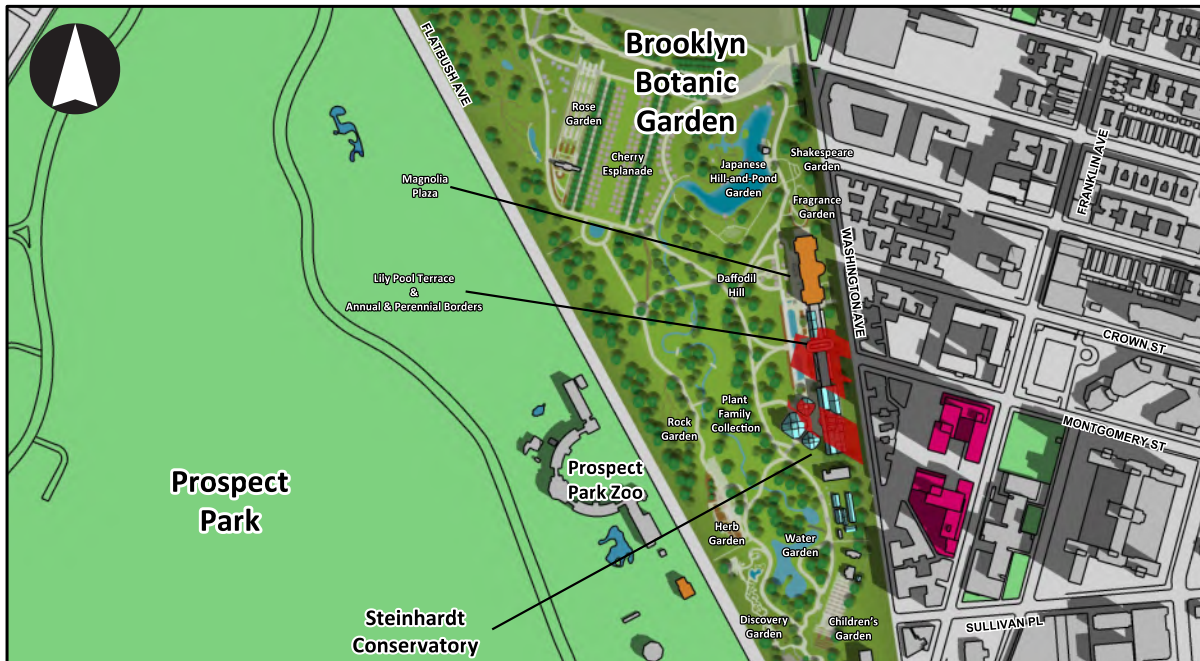 Brooklyn
Botanic
Garden
FLATBUSH AVE
Rose
Garden
Cherry
Esplanade
Japanese
Hill-and-Pond
Garden
Shakespeare
Garden
FRANKLIN AVE
Magnolia
Plaza
Fragrance
Garden
WASHINGTON AVE
Lily Pool Terrace
&
Annual & Perennial Borders
Daffodil
Hill
CROWN ST
Plant
Family
Collection
Rock
Garden
MONTGOMERY ST
Prospect
Park
Prospect
Park Zoo
Herb
Garden
Water
Garden
Steinhardt
Conservatory
Discovery
Garden
Children's
Garden
SULLIVAN PL